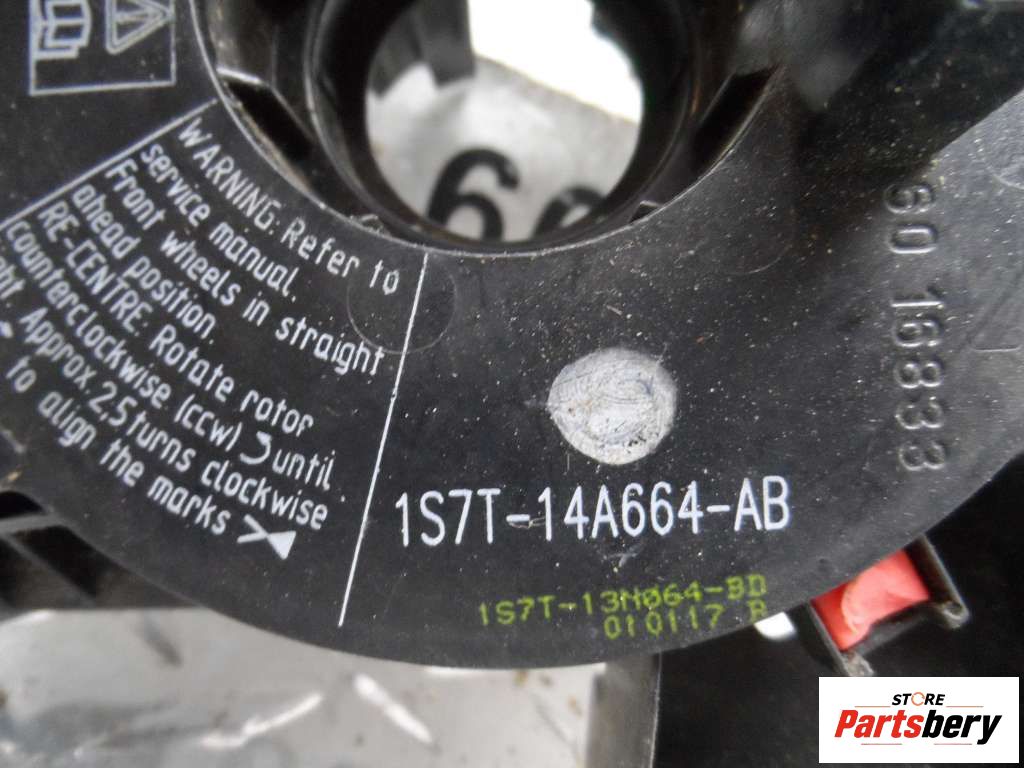 WARNING: Refer to
service manual.
Front wheels in straight
ahead position.
RE-CENTRE: Rotate rotor
counterclockwise (ccw) until
Approx. 2,5 turns clockwise
to align the marks
1S7T-14A664-AB
1S7T-13N064-BD
010117 B
60 16833
STORE
Partsbery